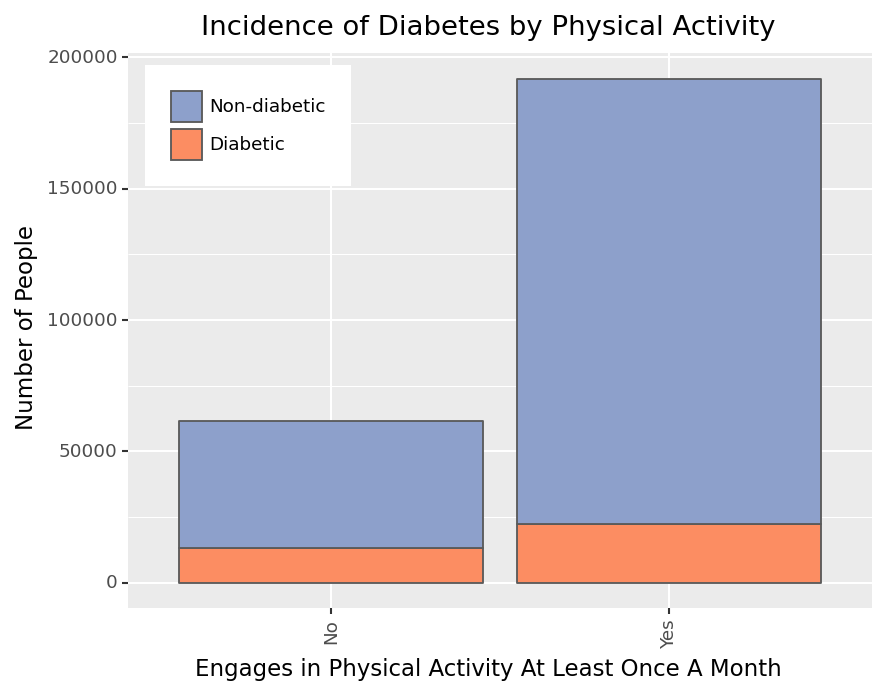 Incidence of Diabetes by Physical Activity
200000
150000
100000
50000
0
Number of People
Non-diabetic
Diabetic
No
Yes
Engages in Physical Activity At Least Once A Month